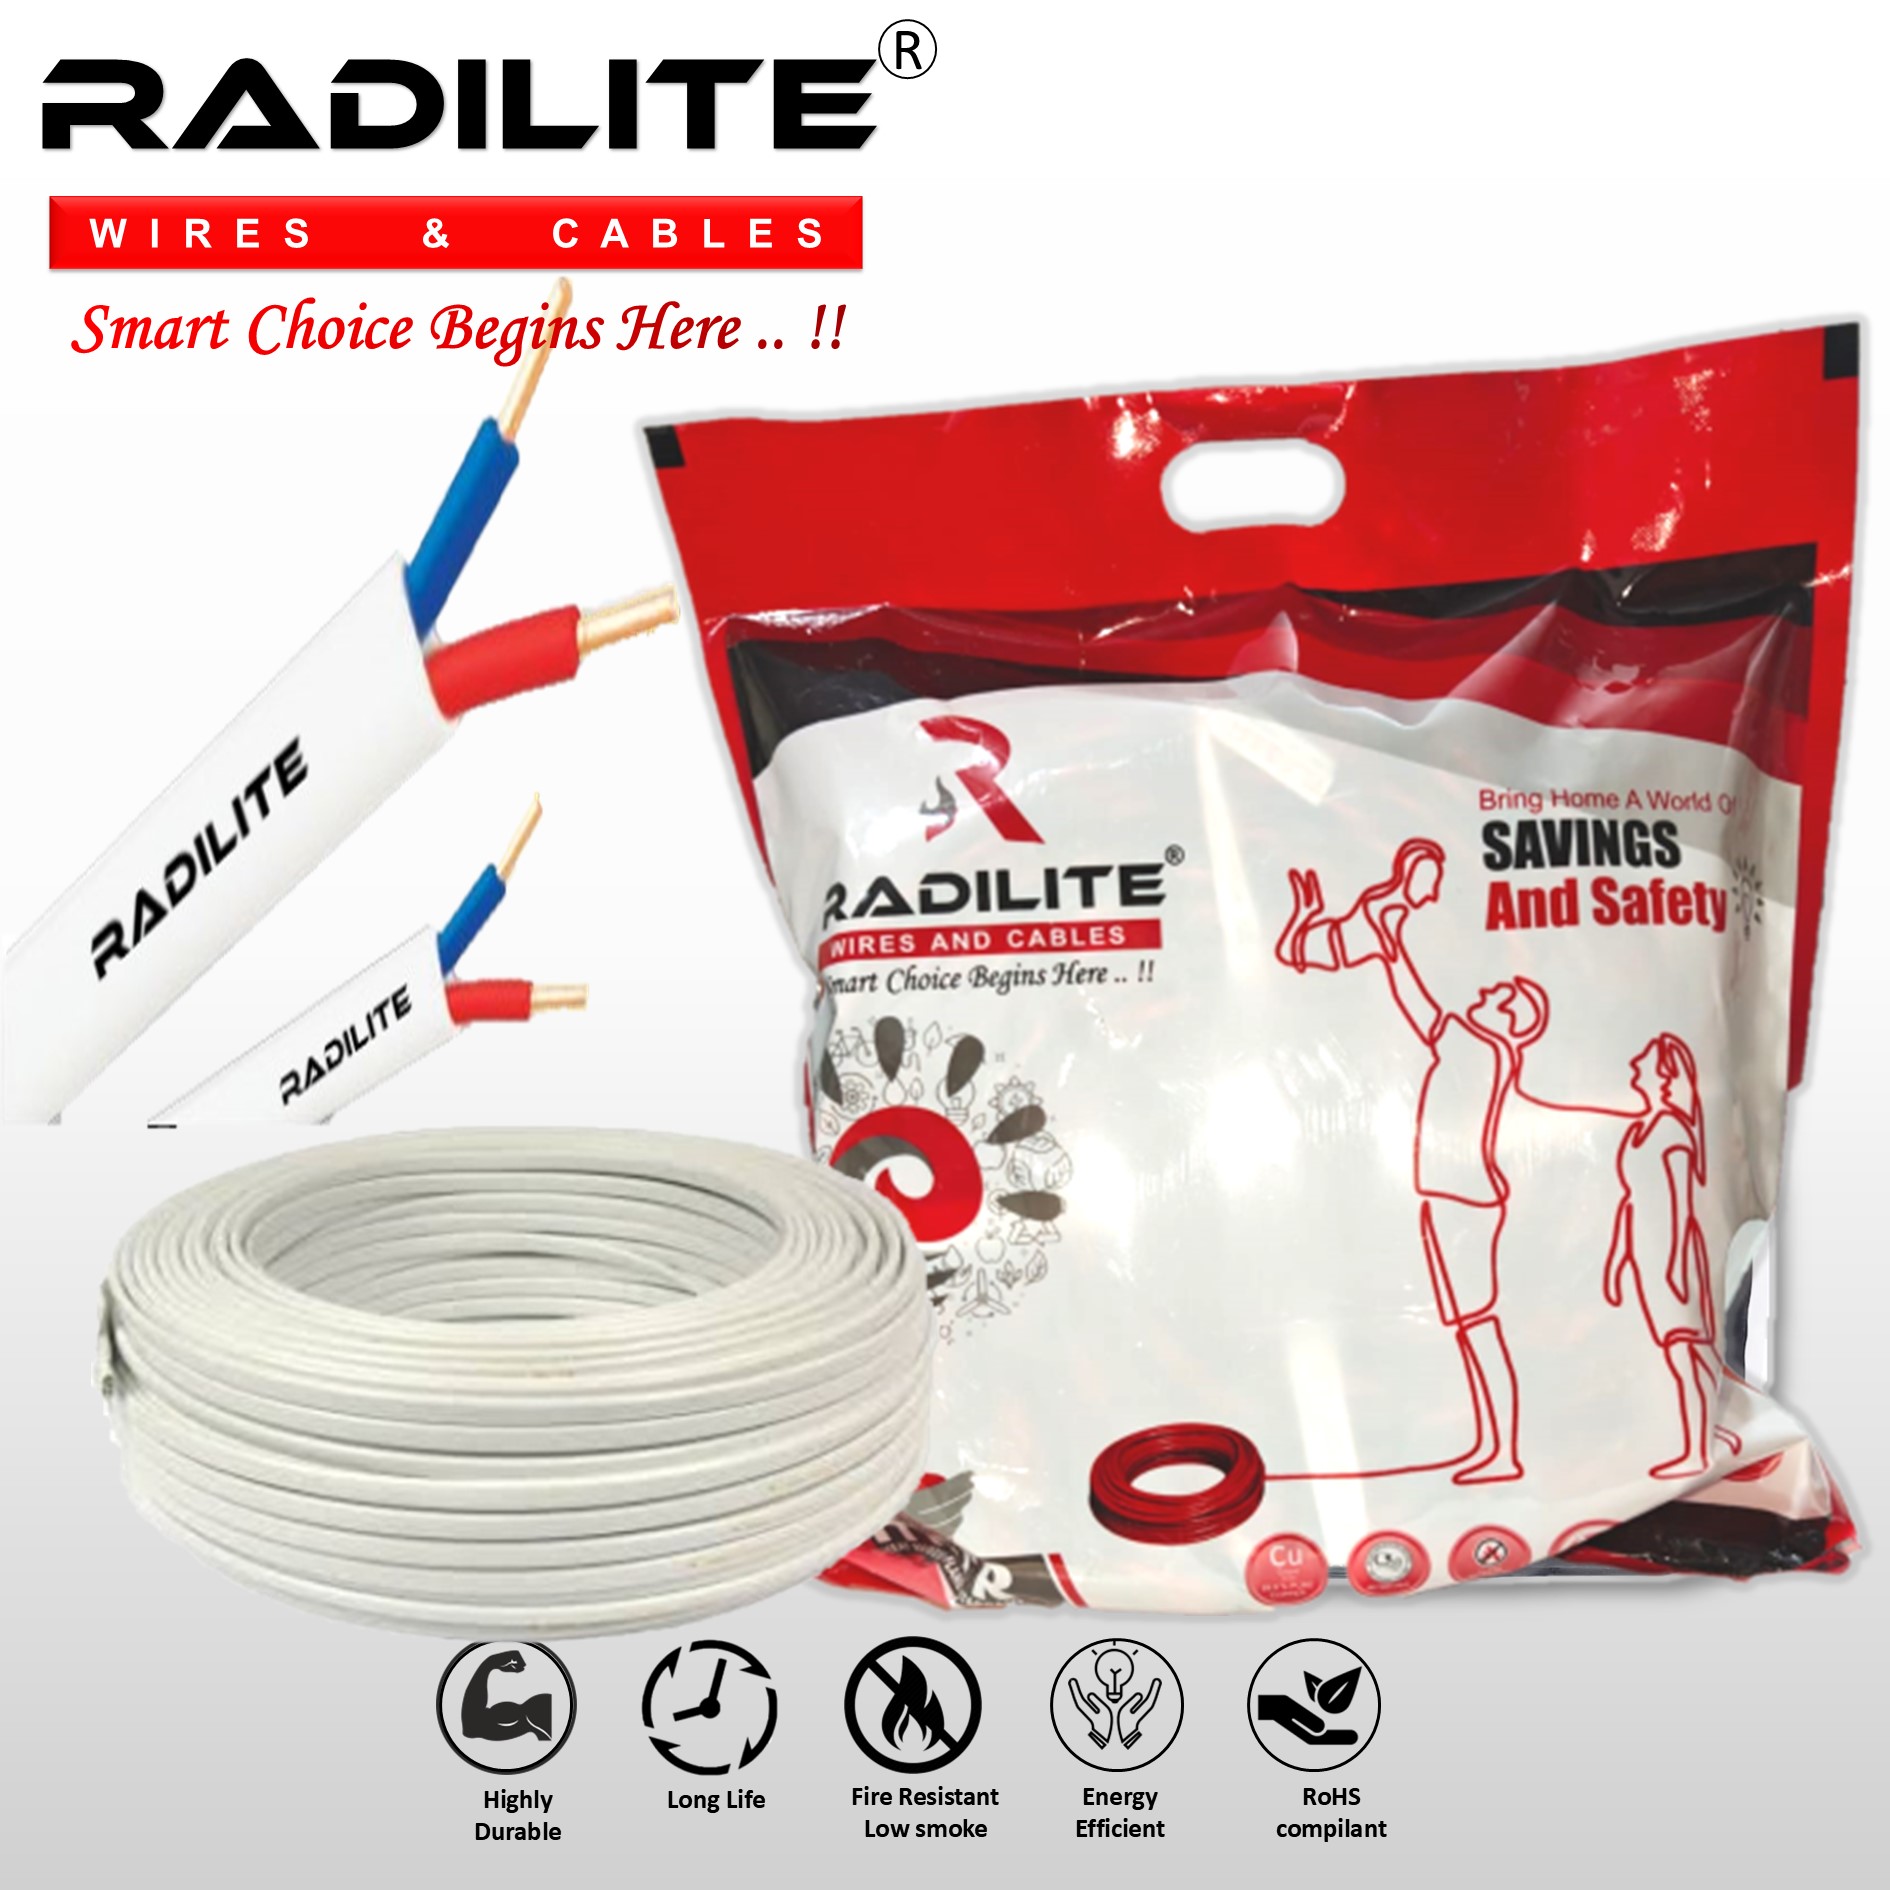 RADILITE®
WIRES & CABLES
Smart Choice Begins Here .. !!
RADILITE
RADILITE
RADILITE®
WIRES AND CABLES
Smart Choice Begins Here .. !!
Bring Home A World Of
SAVINGS
And Safety
Cu
Highly
Durable
Long Life
Fire Resistant
Low smoke
Energy
Efficient
RoHS
compilant